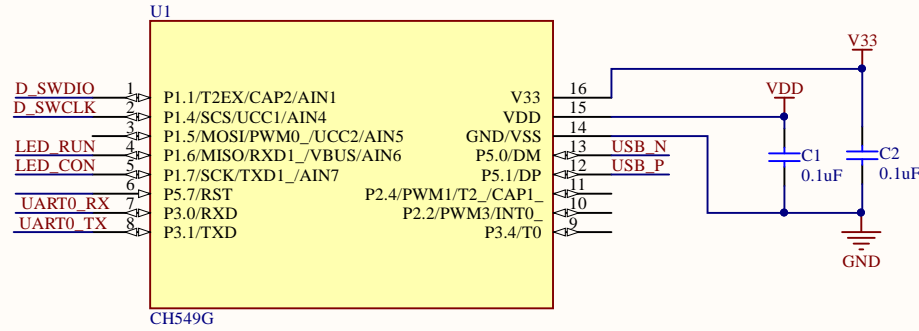 U1
V33
D_SWDIO 1 P1.1/T2EX/CAP2/AIN1 V33 16 VDD
D_SWCLK 2 P1.4/SCS/UCC1/AIN4 VDD 15
3 P1.5/MOSI/PWM0_/UCC2/AIN5 GND/VSS 14
LED_RUN 4 P1.6/MISO/RXD1_/VBUS/AIN6 P5.0/DM 13 USB_N C1 C2
LED_CON 5 P1.7/SCK/TXD1_/AIN7 P5.1/DP 12 USB_P 0.1uF 0.1uF
6 P5.7/RST P2.4/PWM1/T2_/CAP1_ 11
UART0_RX 7 P3.0/RXD P2.2/PWM3/INT0_ 10
UART0_TX 8 P3.1/TXD P3.4/T0 9
GND
CH549G